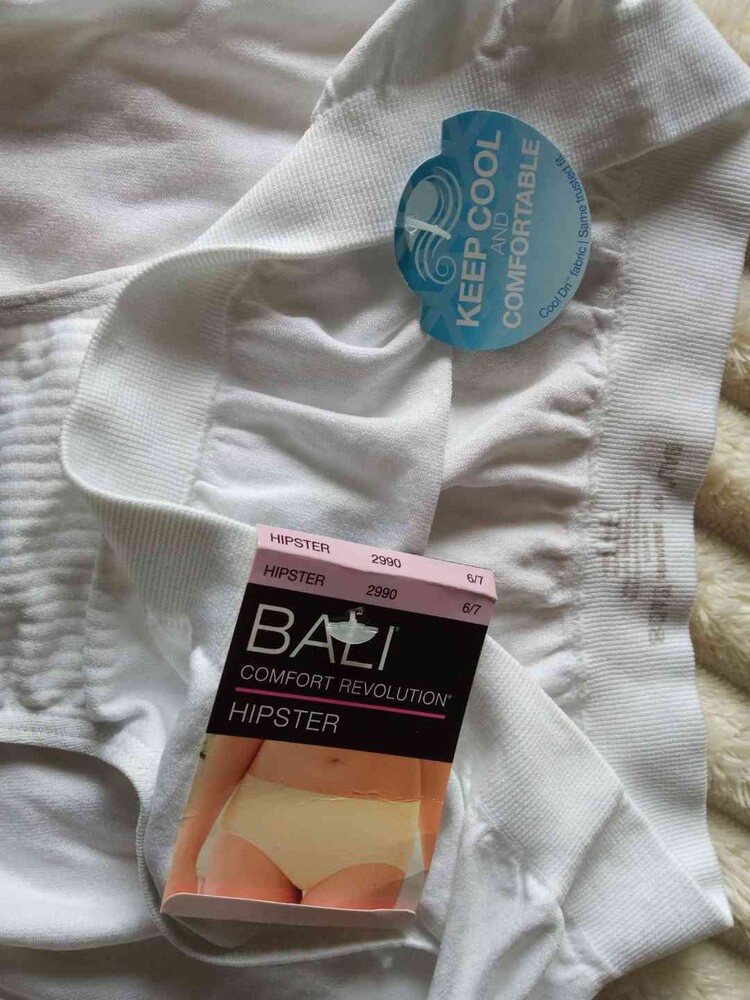 KEEP COOL
AND
COMFORTABLE
Cool Dri™ fabric | Same trusted fit
HIPSTER 2990 6/7
HIPSTER 2990 6/7
BALI®
COMFORT REVOLUTION®
HIPSTER